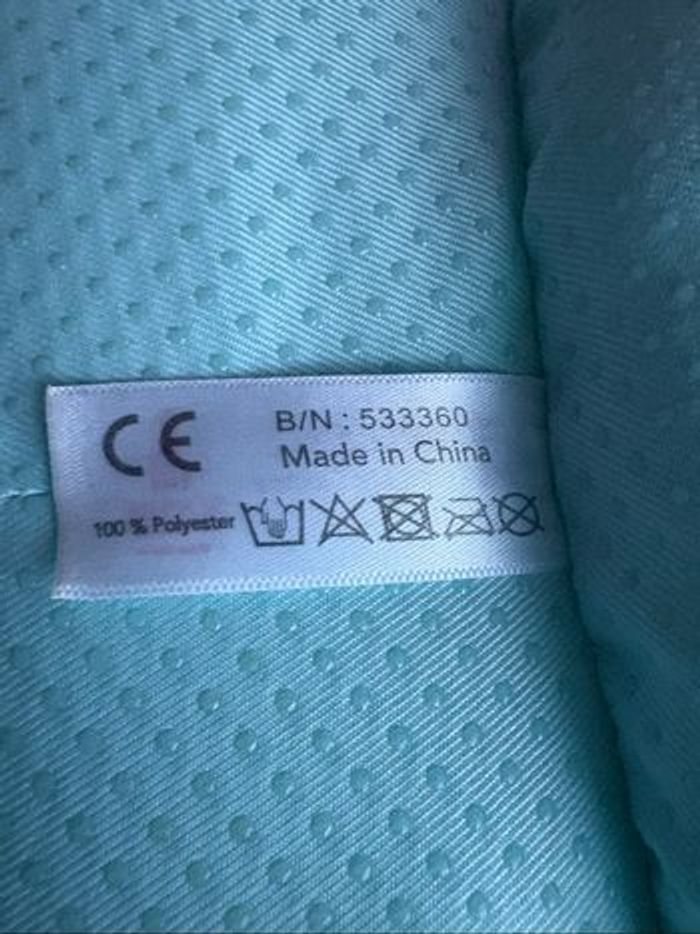 CE
B/N : 533360
Made in China
100 % Polyester